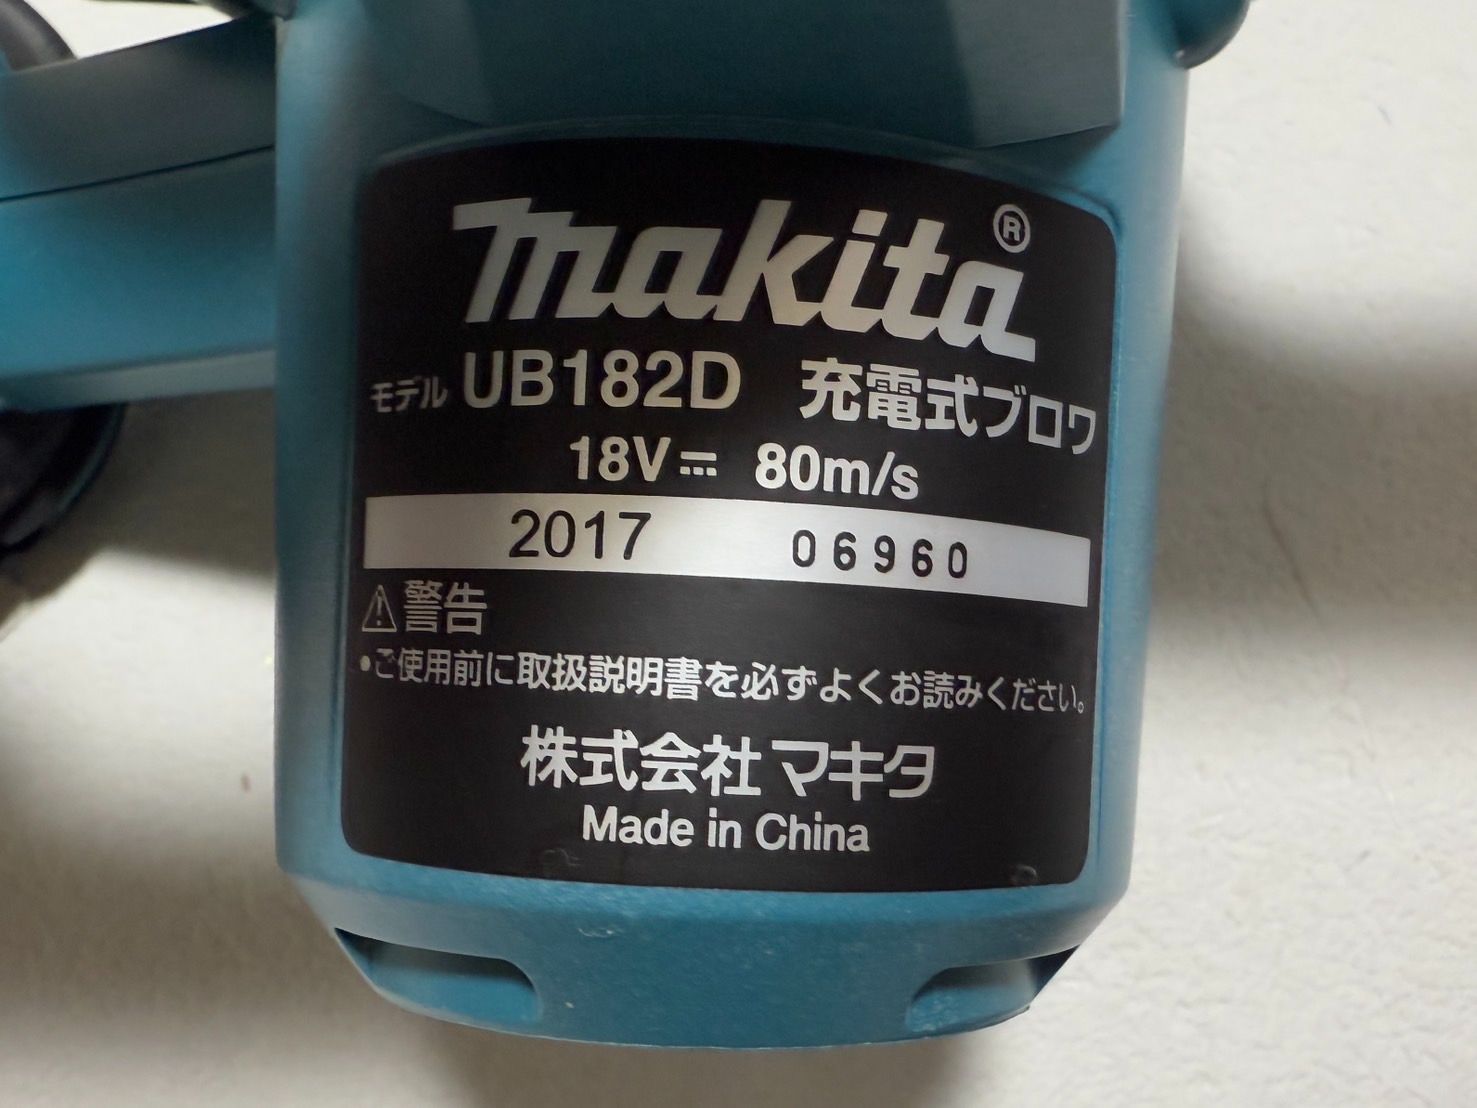 makita®
モデル UB182D 充電式ブロワ
18V⎓ 80m/s
2017 06960
⚠警告
•ご使用前に取扱説明書を必ずよくお読みください。
株式会社マキタ
Made in China